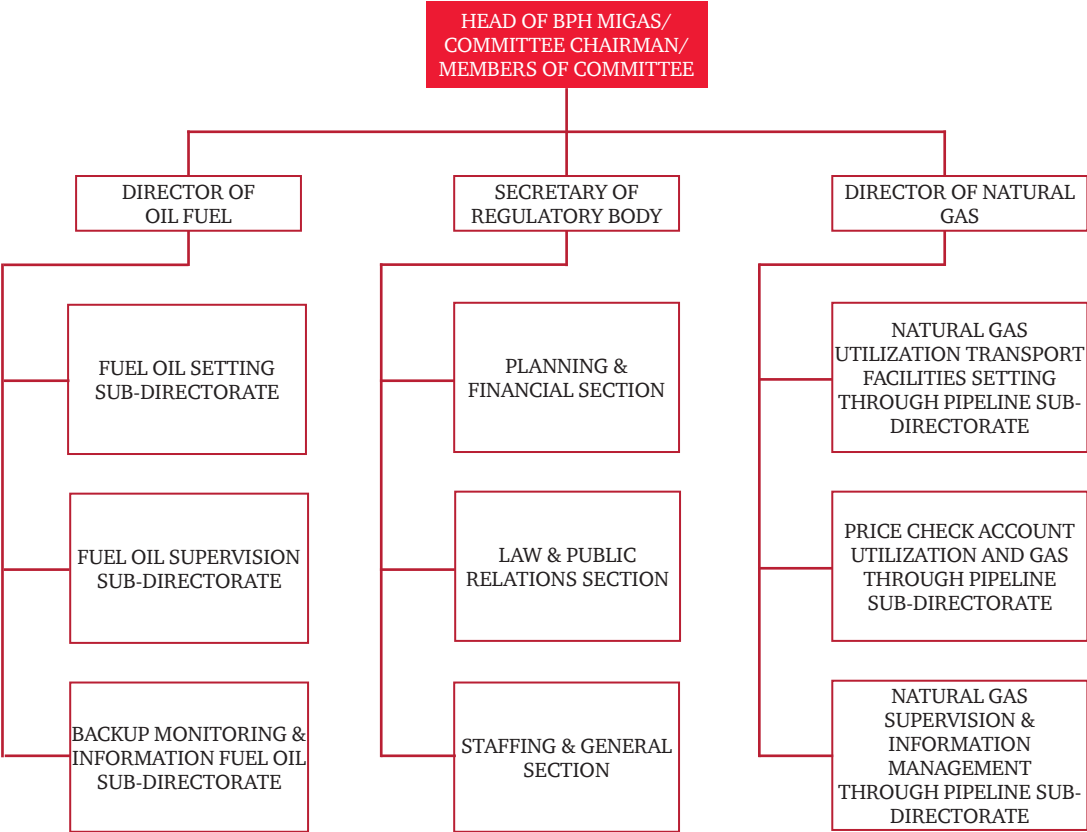 HEAD OF BPH MIGAS/
COMMITTEE CHAIRMAN/
MEMBERS OF COMMITTEE
DIRECTOR OF
OIL FUEL
SECRETARY OF
REGULATORY BODY
DIRECTOR OF NATURAL
GAS
FUEL OIL SETTING
SUB-DIRECTORATE
PLANNING &
FINANCIAL SECTION
NATURAL GAS
UTILIZATION TRANSPORT
FACILITIES SETTING
THROUGH PIPELINE SUB-
DIRECTORATE
FUEL OIL SUPERVISION
SUB-DIRECTORATE
LAW & PUBLIC
RELATIONS SECTION
PRICE CHECK ACCOUNT
UTILIZATION AND GAS
THROUGH PIPELINE
SUB-DIRECTORATE
BACKUP MONITORING &
INFORMATION FUEL OIL
SUB-DIRECTORATE
STAFFING & GENERAL
SECTION
NATURAL GAS
SUPERVISION &
INFORMATION
MANAGEMENT
THROUGH PIPELINE SUB-
DIRECTORATE